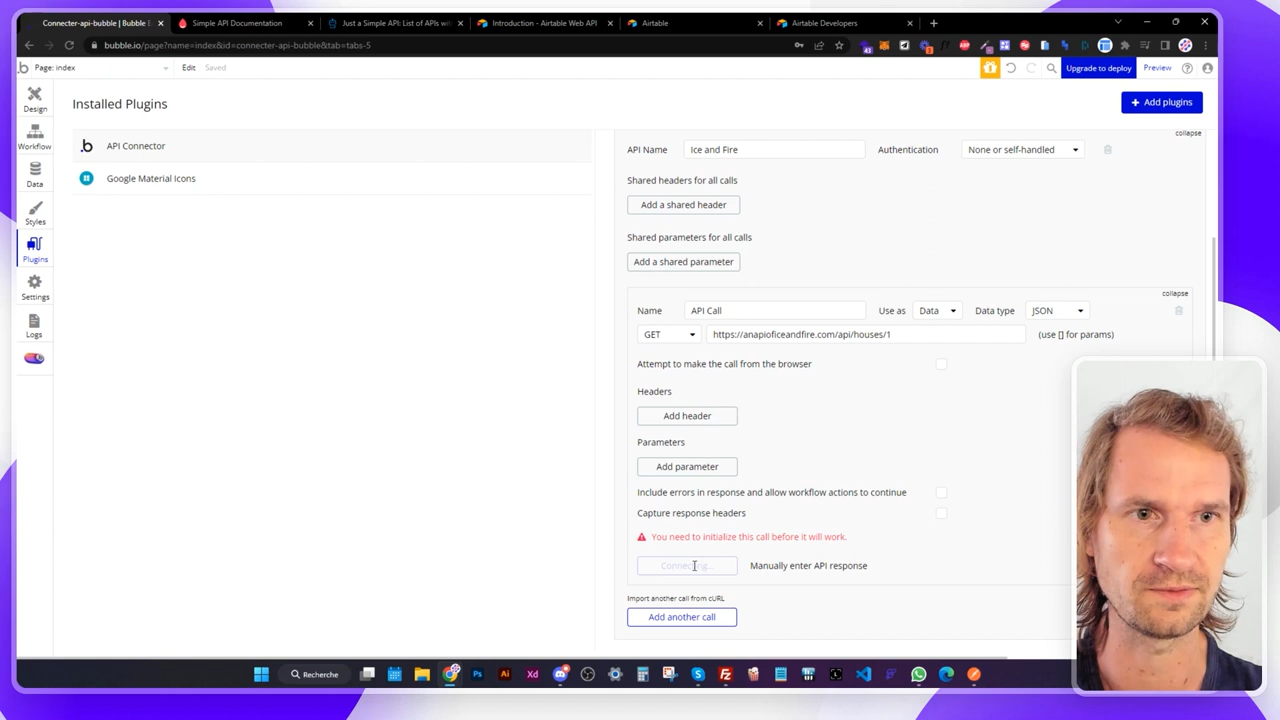 Connecter-api-bubble | Bubble E
Simple API Documentation
Just a Simple API: List of APIs wi
Introduction - Airtable Web API
Airtable
Airtable Developers
bubble.io/page?name=index&id=connecter-api-bubble&tab=tabs-5
Page: index
Edit
Saved
Upgrade to deploy
Preview
Design
Workflow
Data
Styles
Plugins
Settings
Logs
Installed Plugins
Add plugins
API Connector
Google Material Icons
collapse
API Name
Ice and Fire
Authentication
None or self-handled
Shared headers for all calls
Add a shared header
Shared parameters for all calls
Add a shared parameter
collapse
Name
API Call
Use as
Data
Data type
JSON
GET
https://anapioficeandfire.com/api/houses/1
(use [] for params)
Attempt to make the call from the browser
Headers
Add header
Parameters
Add parameter
Include errors in response and allow workflow actions to continue
Capture response headers
You need to initialize this call before it will work.
Connecting...
Manually enter API response
Import another call from cURL
Add another call
Recherche